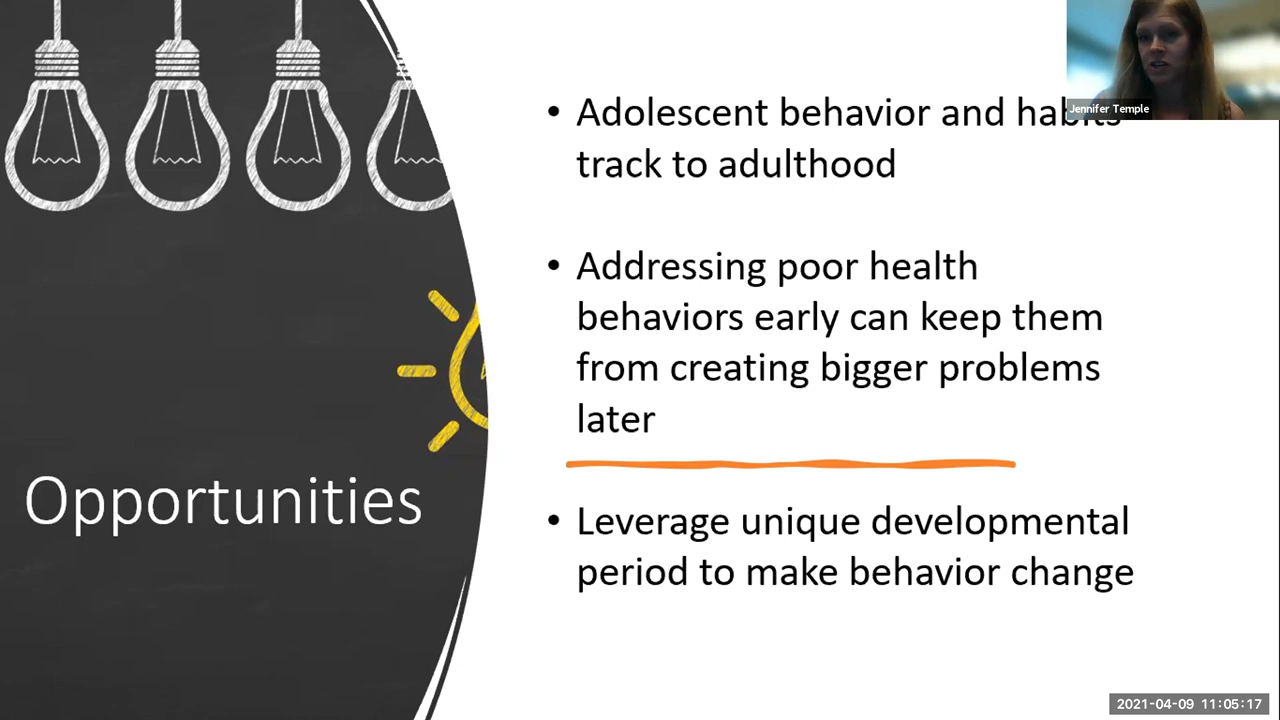 Jennifer Temple
• Adolescent behavior and habits
track to adulthood
• Addressing poor health
behaviors early can keep them
from creating bigger problems
later
Opportunities
• Leverage unique developmental
period to make behavior change
2021-04-09 11:05:17